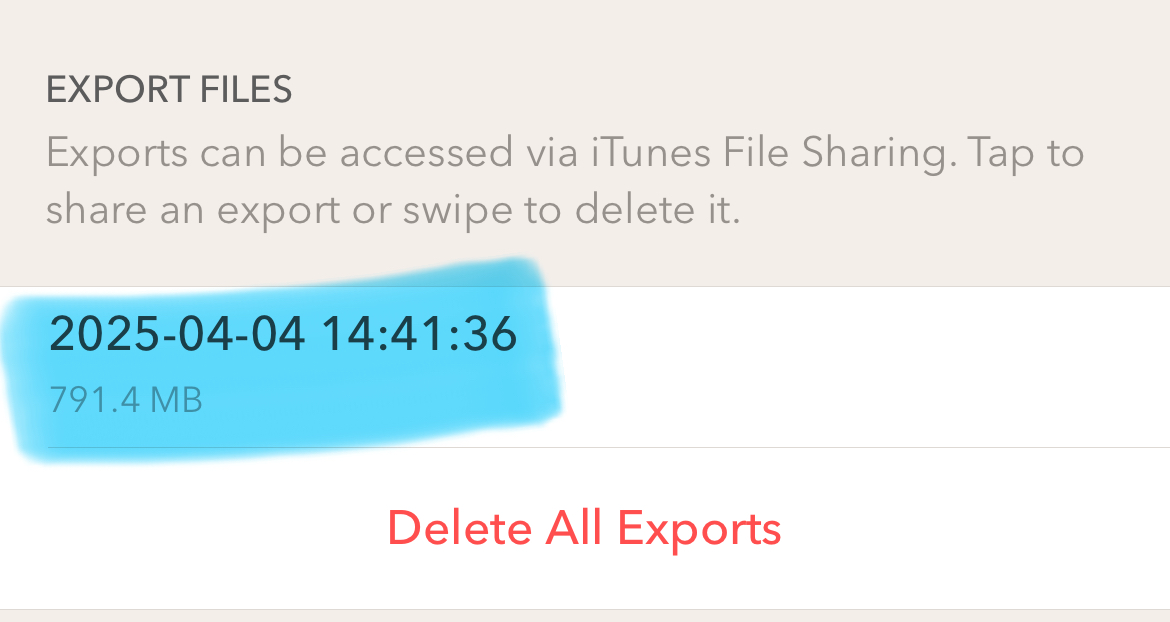 EXPORT FILES
Exports can be accessed via iTunes File Sharing. Tap to
share an export or swipe to delete it.
2025-04-04 14:41:36
791.4 MB
Delete All Exports